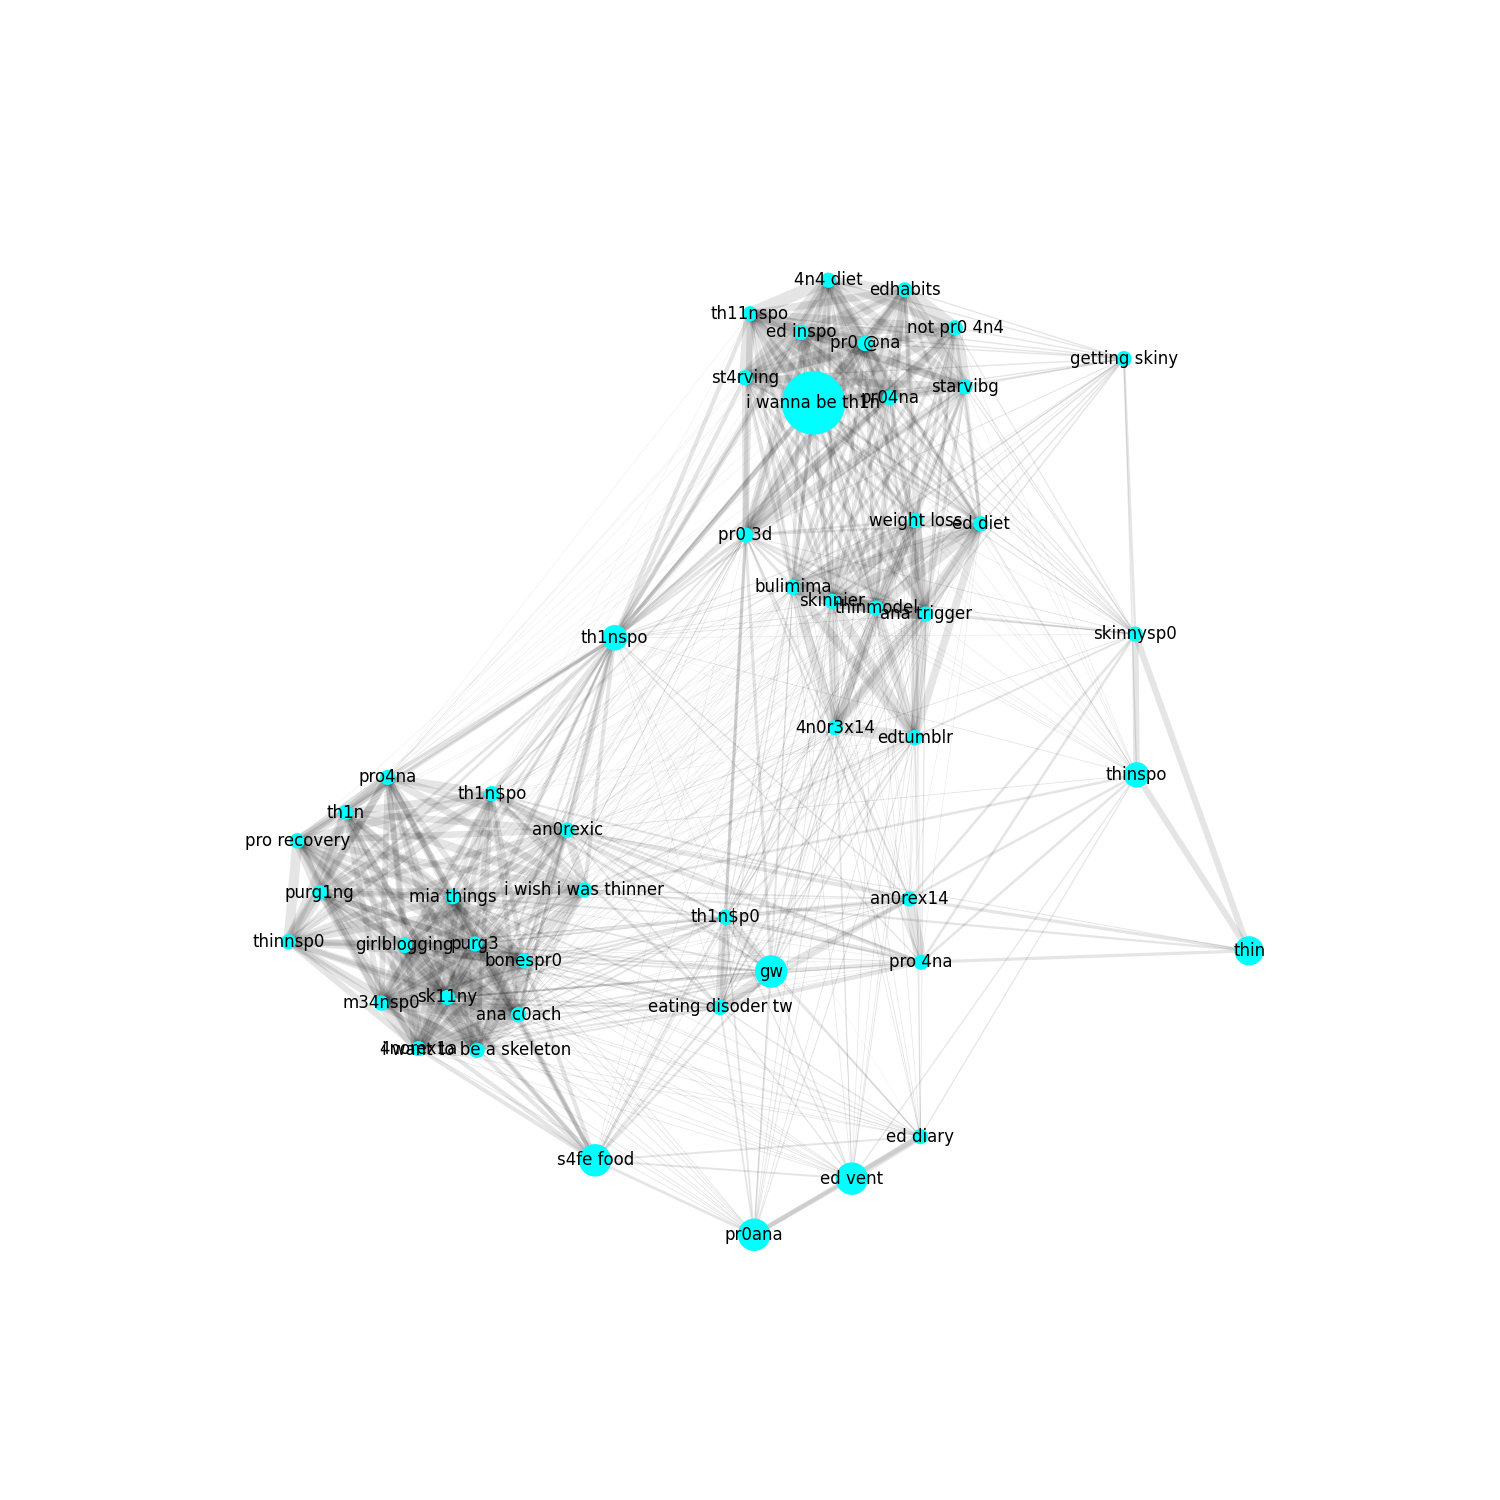 4n4 diet
edhabits
th11nspo
not pr0 4n4
ed inspo
pr0 @na
getting skiny
st4rving
starvibg
pr04na
i wanna be th1n
weight loss
ed diet
pr0 3d
bulimima
skinnier
thinmodel
ana trigger
skinnysp0
th1nspo
4n0r3x14
edtumblr
thinspo
pro4na
th1n$po
th1n
an0rexic
pro recovery
i wish i was thinner
purg1ng
mia things
an0rex14
th1n$p0
thinnsp0
girlblogging
purg3
thin
bonespr0
pro 4na
gw
sk11ny
m34nsp0
eating disoder tw
ana c0ach
4norex1a
i want to be a skeleton
ed diary
s4fe food
ed vent
pr0ana